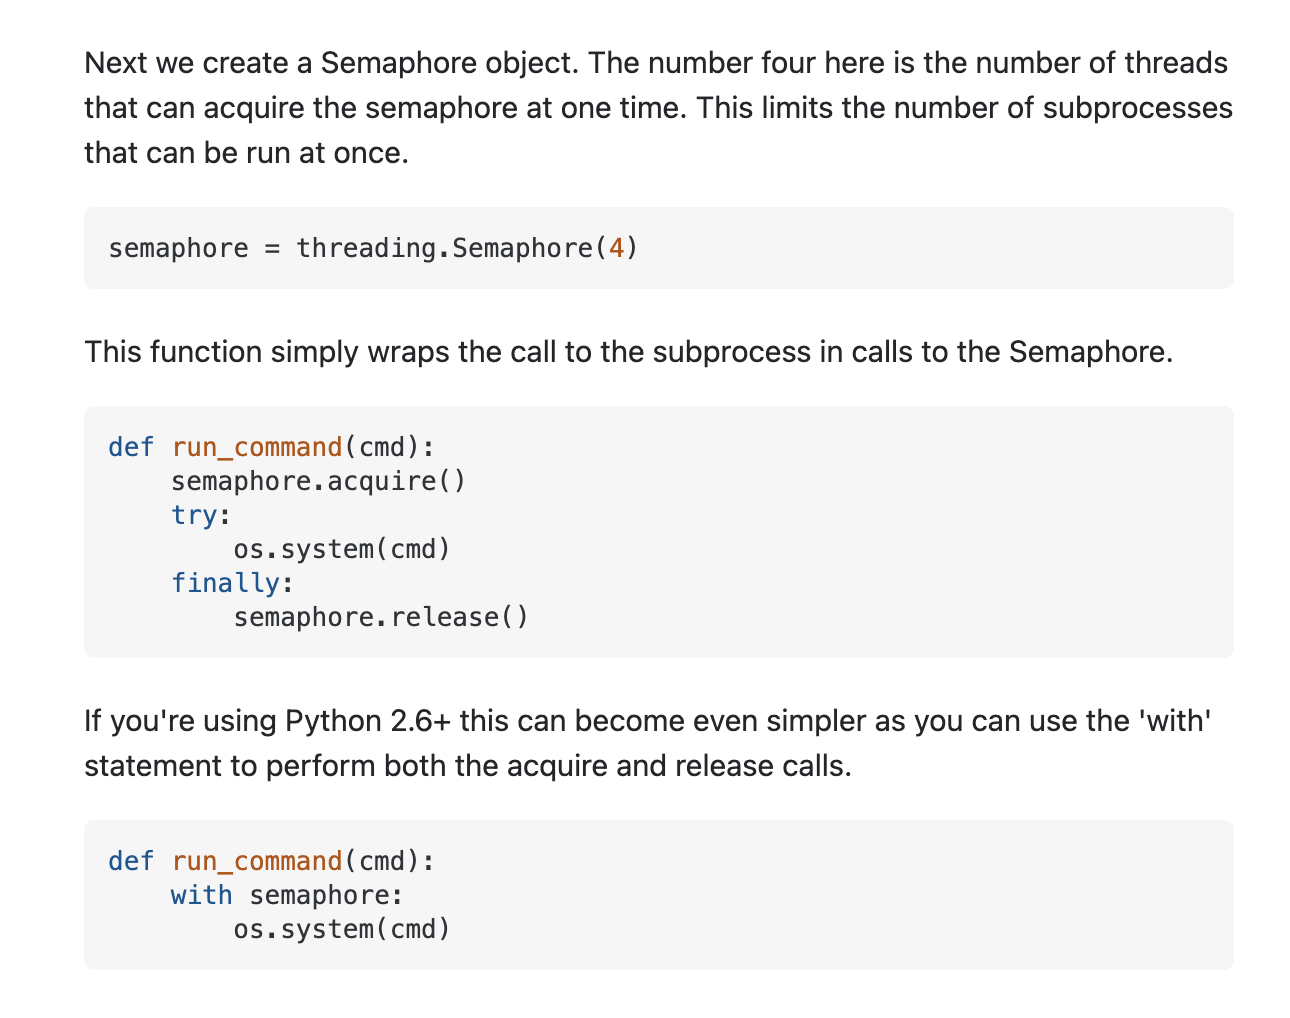 Next we create a Semaphore object. The number four here is the number of threads
that can acquire the semaphore at one time. This limits the number of subprocesses
that can be run at once.
semaphore = threading.Semaphore(4)
This function simply wraps the call to the subprocess in calls to the Semaphore.
def run_command(cmd):
    semaphore.acquire()
    try:
        os.system(cmd)
    finally:
        semaphore.release()
If you're using Python 2.6+ this can become even simpler as you can use the 'with'
statement to perform both the acquire and release calls.
def run_command(cmd):
    with semaphore:
        os.system(cmd)